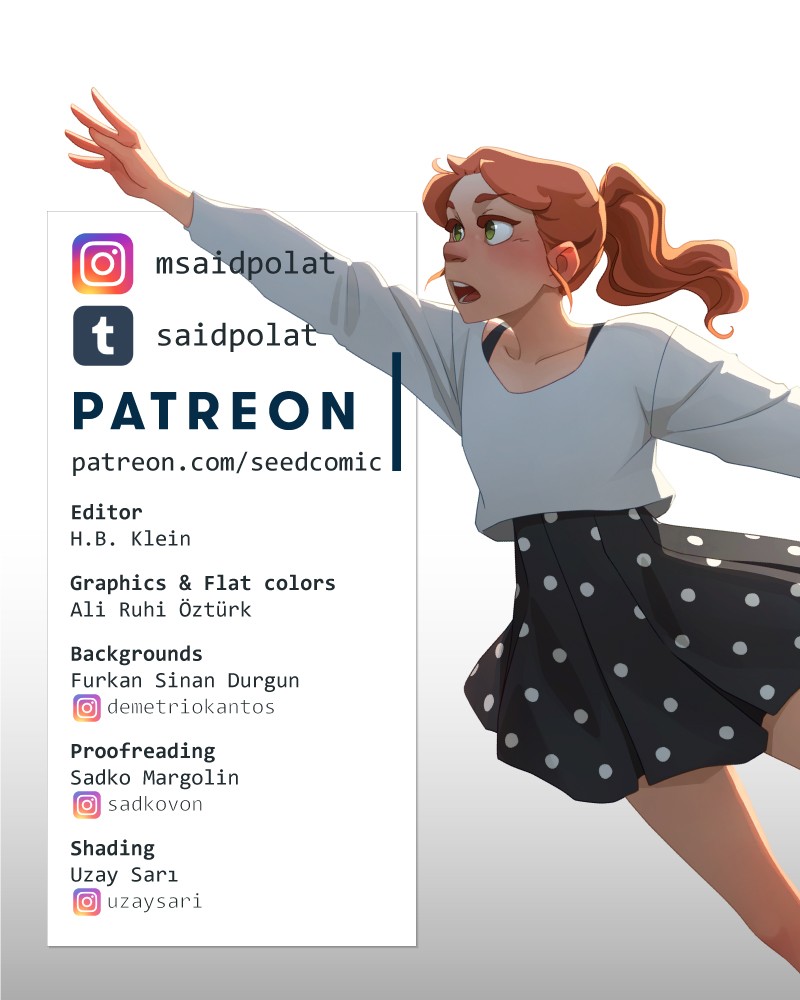 msaidpolat
saidpolat
PATREON
patreon.com/seedcomic
Editor
H.B. Klein
Graphics & Flat colors
Ali Ruhi Öztürk
Backgrounds
Furkan Sinan Durgun
demetriokantos
Proofreading
Sadko Margolin
sadkovon
Shading
Uzay Sarı
uzaysari